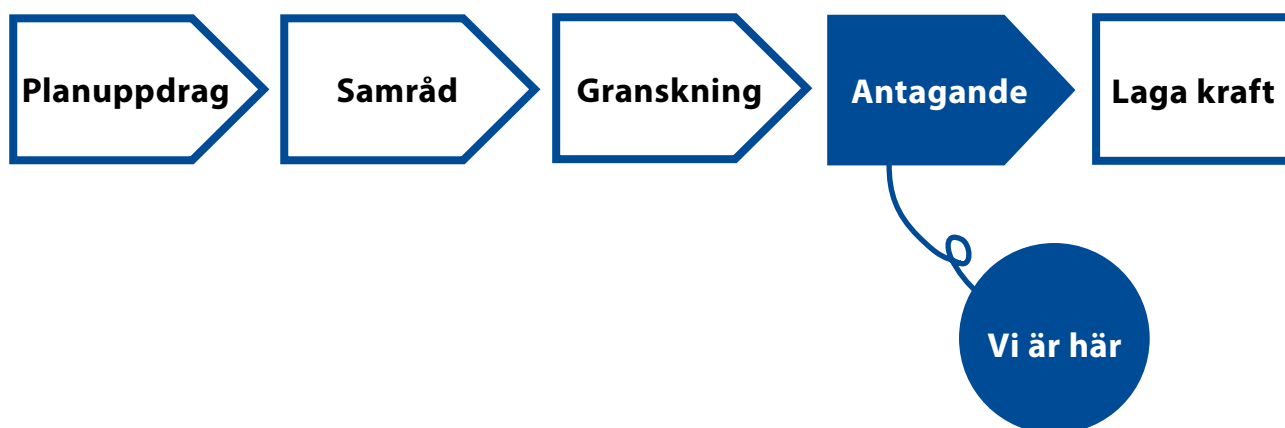 Planuppdrag
Samråd
Granskning
Antagande
Laga kraft
Vi är här